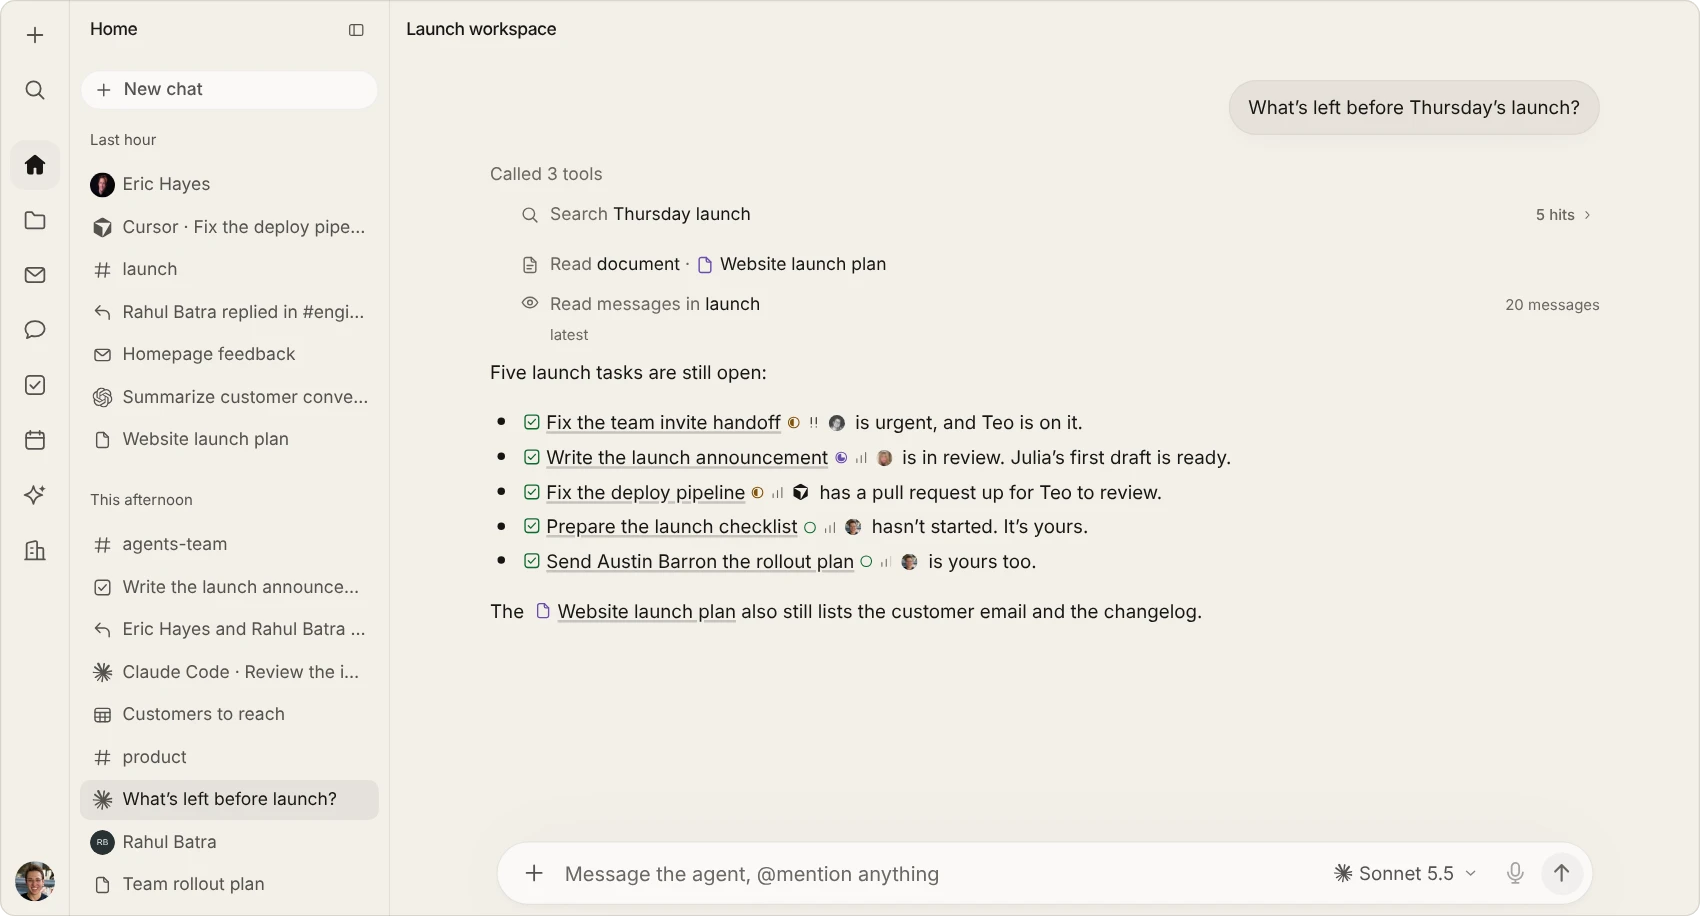 Home
New chat
Last hour
Eric Hayes
Cursor · Fix the deploy pipe...
launch
Rahul Batra replied in #engi...
Homepage feedback
Summarize customer conve...
Website launch plan
This afternoon
agents-team
Write the launch announce...
Eric Hayes and Rahul Batra ...
Claude Code · Review the i...
Customers to reach
product
What’s left before launch?
RB Rahul Batra
Team rollout plan
Launch workspace
What’s left before Thursday’s launch?
Called 3 tools
Search Thursday launch 5 hits
Read document · Website launch plan
Read messages in launch 20 messages
latest
Five launch tasks are still open:
Fix the team invite handoff !! is urgent, and Teo is on it.
Write the launch announcement is in review. Julia’s first draft is ready.
Fix the deploy pipeline has a pull request up for Teo to review.
Prepare the launch checklist hasn’t started. It’s yours.
Send Austin Barron the rollout plan is yours too.
The Website launch plan also still lists the customer email and the changelog.
Message the agent, @mention anything Sonnet 5.5